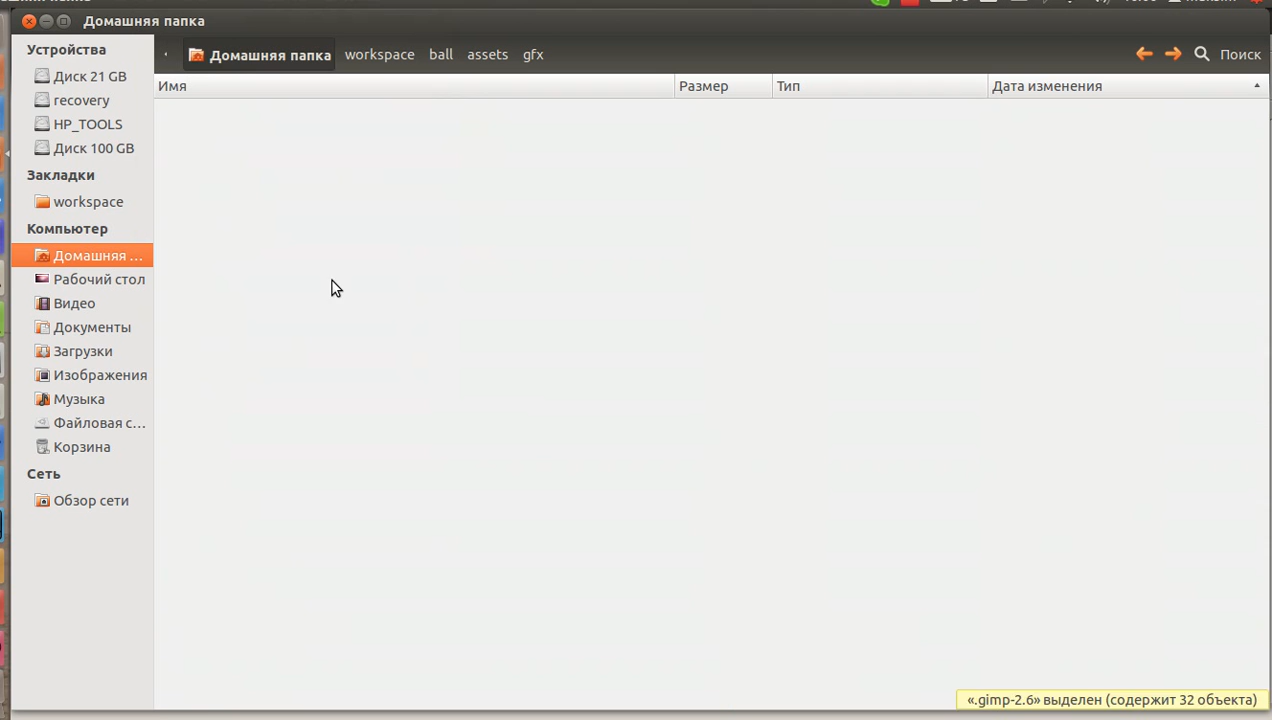 Домашняя папка
Устройства
Диск 21 GB
recovery
HP_TOOLS
Диск 100 GB
Закладки
workspace
Компьютер
Домашняя ...
Рабочий стол
Видео
Документы
Загрузки
Изображения
Музыка
Файловая с...
Корзина
Сеть
Обзор сети
Домашняя папка workspace ball assets gfx Поиск
Имя Размер Тип Дата изменения
«.gimp-2.6» выделен (содержит 32 объекта)